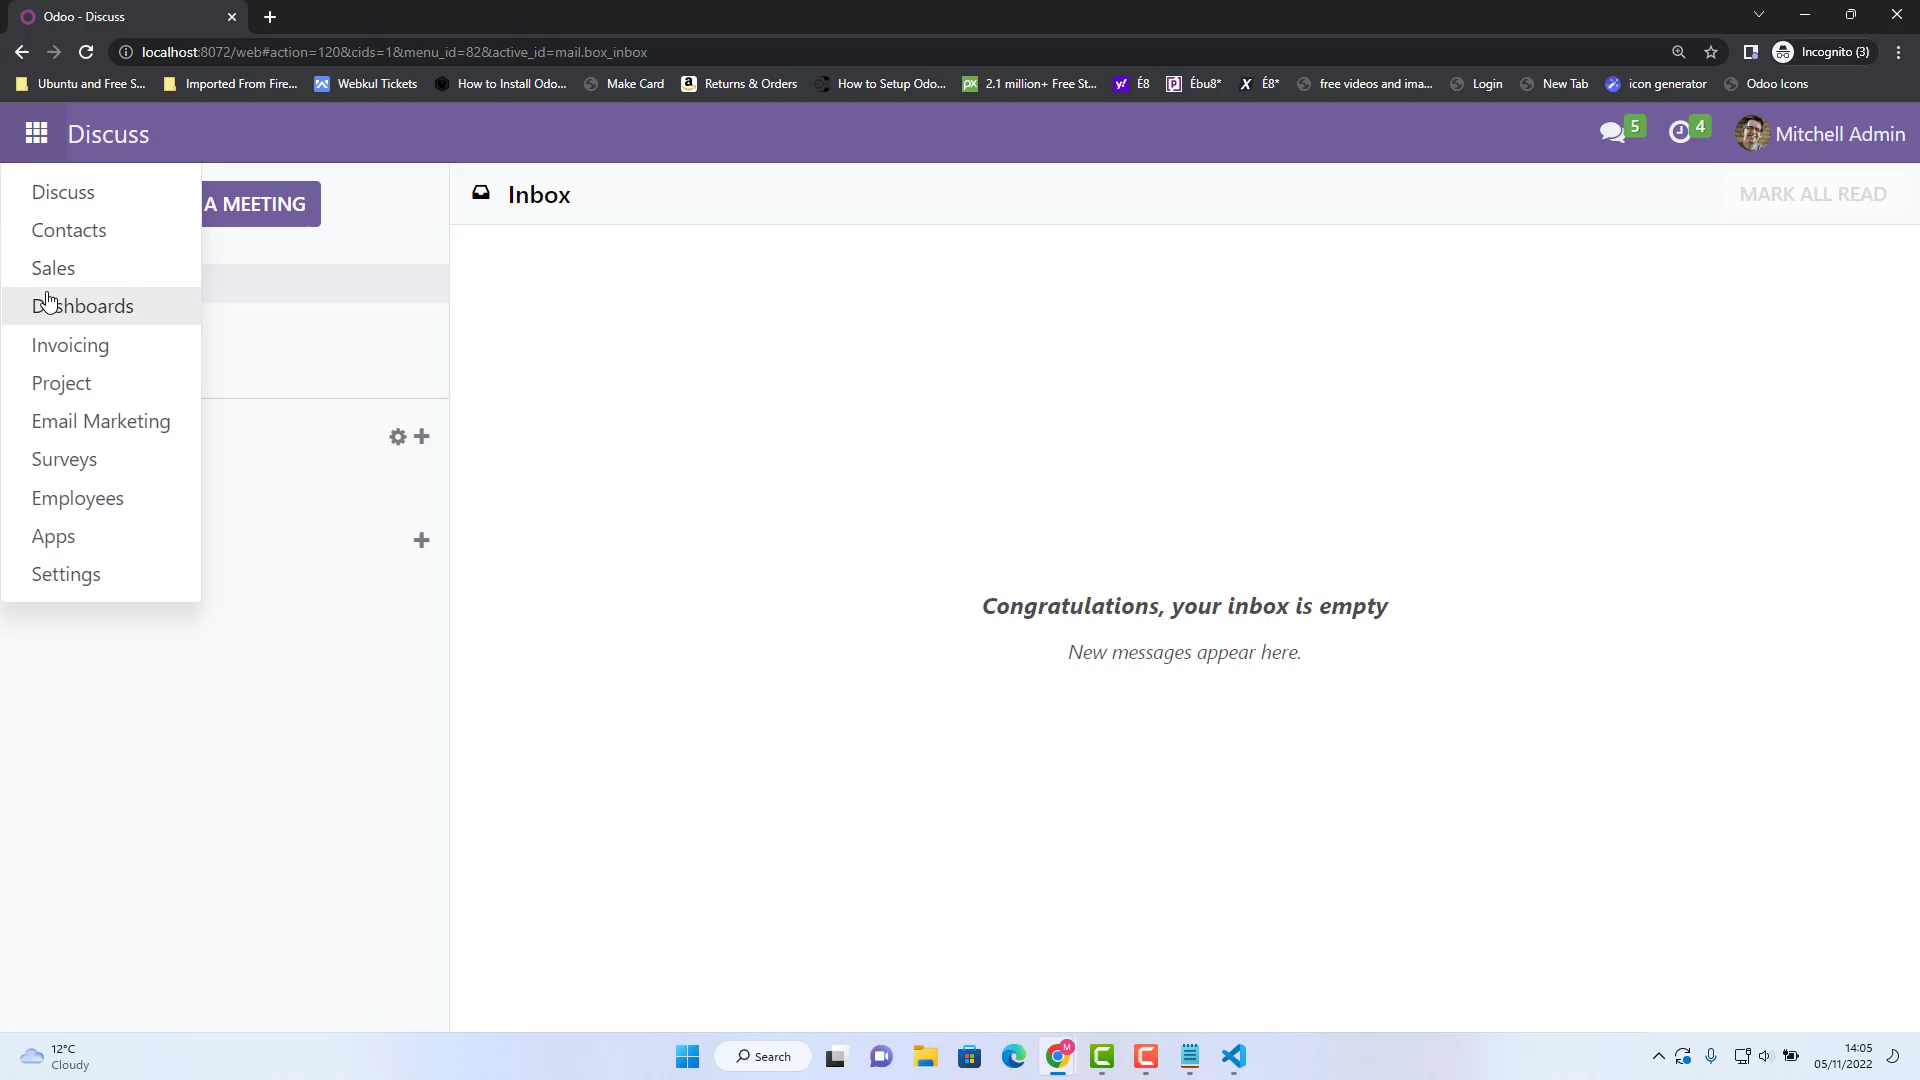 Odoo - Discuss
localhost:8072/web#action=120&cids=1&menu_id=82&active_id=mail.box_inbox
Incognito (3)
Ubuntu and Free S... Imported From Fire... Webkul Tickets How to Install Odo... Make Card Returns & Orders How to Setup Odo... 2.1 million+ Free St... É8 Ébu8* É8* free videos and ima... Login New Tab icon generator Odoo Icons
Discuss
5
4
Mitchell Admin
Discuss
Contacts
Sales
Dashboards
Invoicing
Project
Email Marketing
Surveys
Employees
Apps
Settings
A MEETING
Inbox
MARK ALL READ
Congratulations, your inbox is empty
New messages appear here.
12°C
Cloudy
Search
M
14:05
05/11/2022